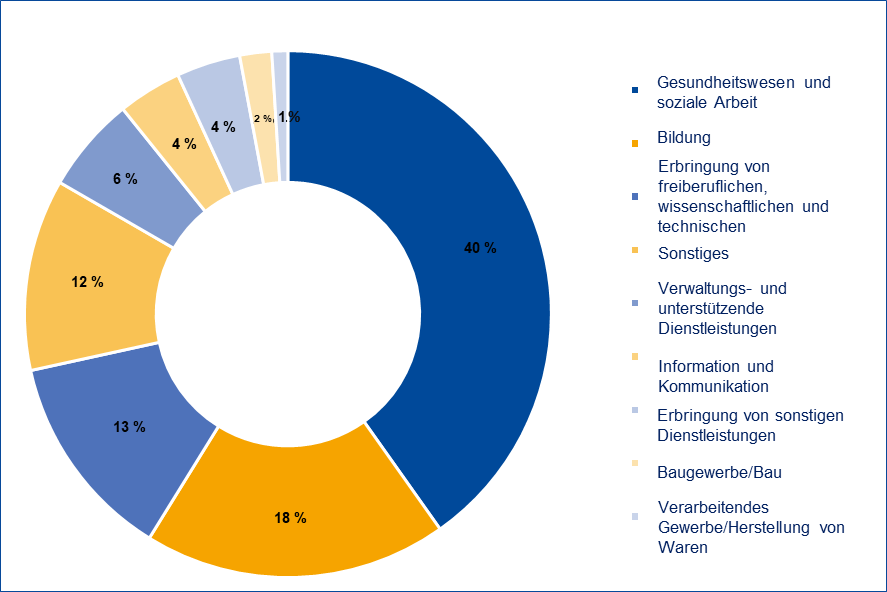 40 %
18 %
13 %
12 %
6 %
4 %
4 %
2 %
1 %
Gesundheitswesen und
soziale Arbeit
Bildung
Erbringung von
freiberuflichen,
wissenschaftlichen und
technischen
Sonstiges
Verwaltungs- und
unterstützende
Dienstleistungen
Information und
Kommunikation
Erbringung von sonstigen
Dienstleistungen
Baugewerbe/Bau
Verarbeitendes
Gewerbe/Herstellung von
Waren